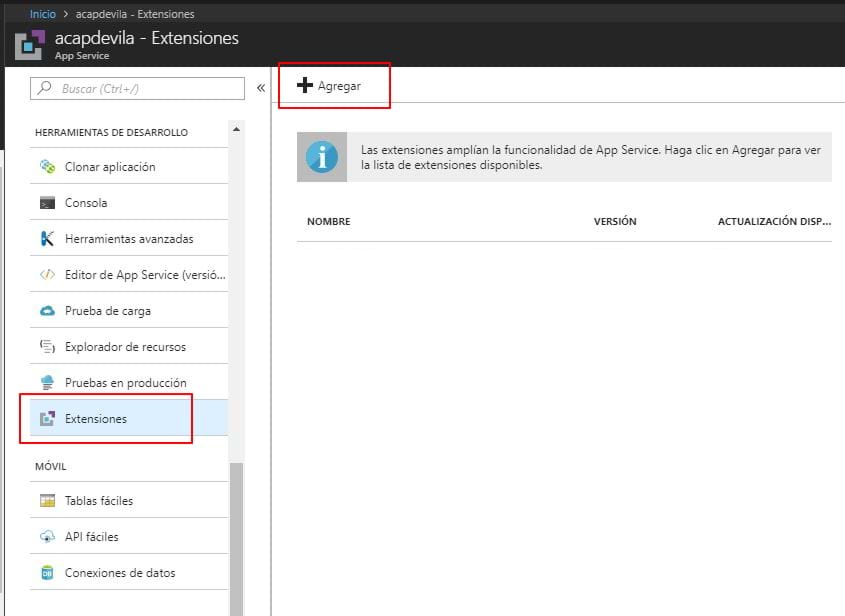 Inicio > acapdevila - Extensiones
acapdevila - Extensiones
App Service
Buscar (Ctrl+/)
«
Agregar
HERRAMIENTAS DE DESARROLLO
Clonar aplicación
Consola
Herramientas avanzadas
Editor de App Service (versió...
Prueba de carga
Explorador de recursos
Pruebas en producción
Extensiones
MÓVIL
Tablas fáciles
API fáciles
Conexiones de datos
Las extensiones amplían la funcionalidad de App Service. Haga clic en Agregar para ver
la lista de extensiones disponibles.
NOMBRE VERSIÓN ACTUALIZACIÓN DISP...